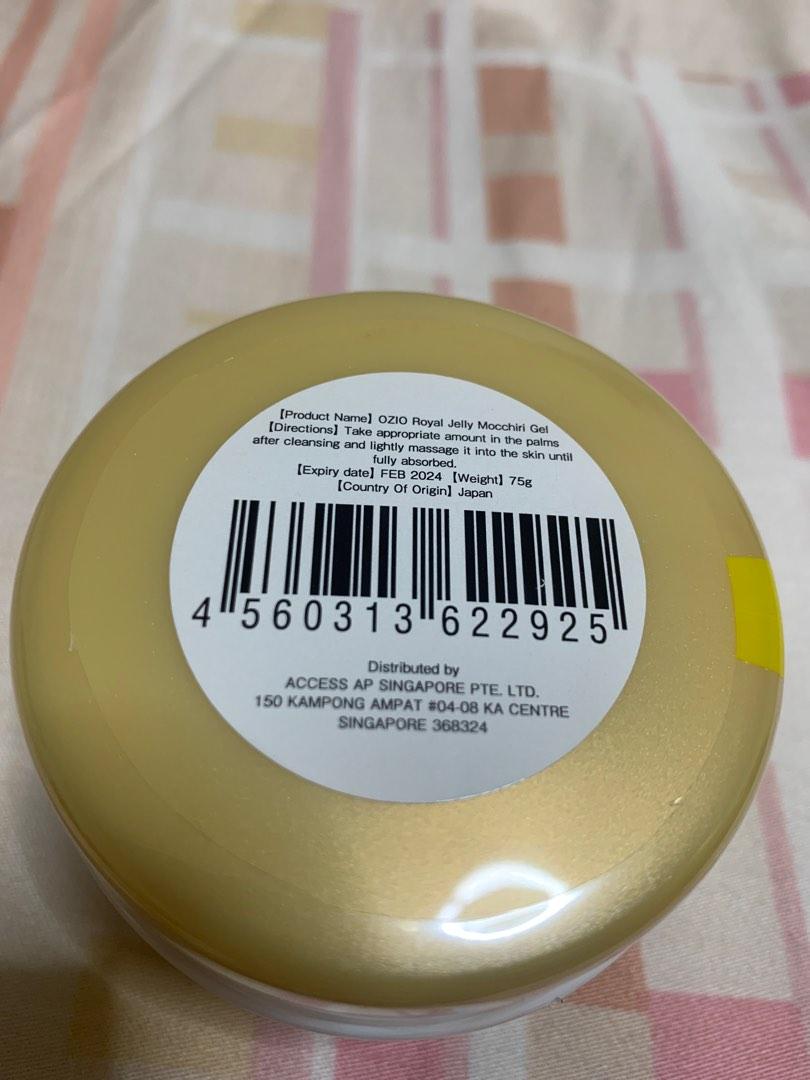 【Product Name】 OZIO Royal Jelly Mocchiri Gel
【Directions】 Take appropriate amount in the palms
after cleansing and lightly massage it into the skin until
fully absorbed.
【Expiry date】 FEB 2024 【Weight】 75g
【Country Of Origin】 Japan
4 560313 622925
Distributed by
ACCESS AP SINGAPORE PTE. LTD.
150 KAMPONG AMPAT #04-08 KA CENTRE
SINGAPORE 368324